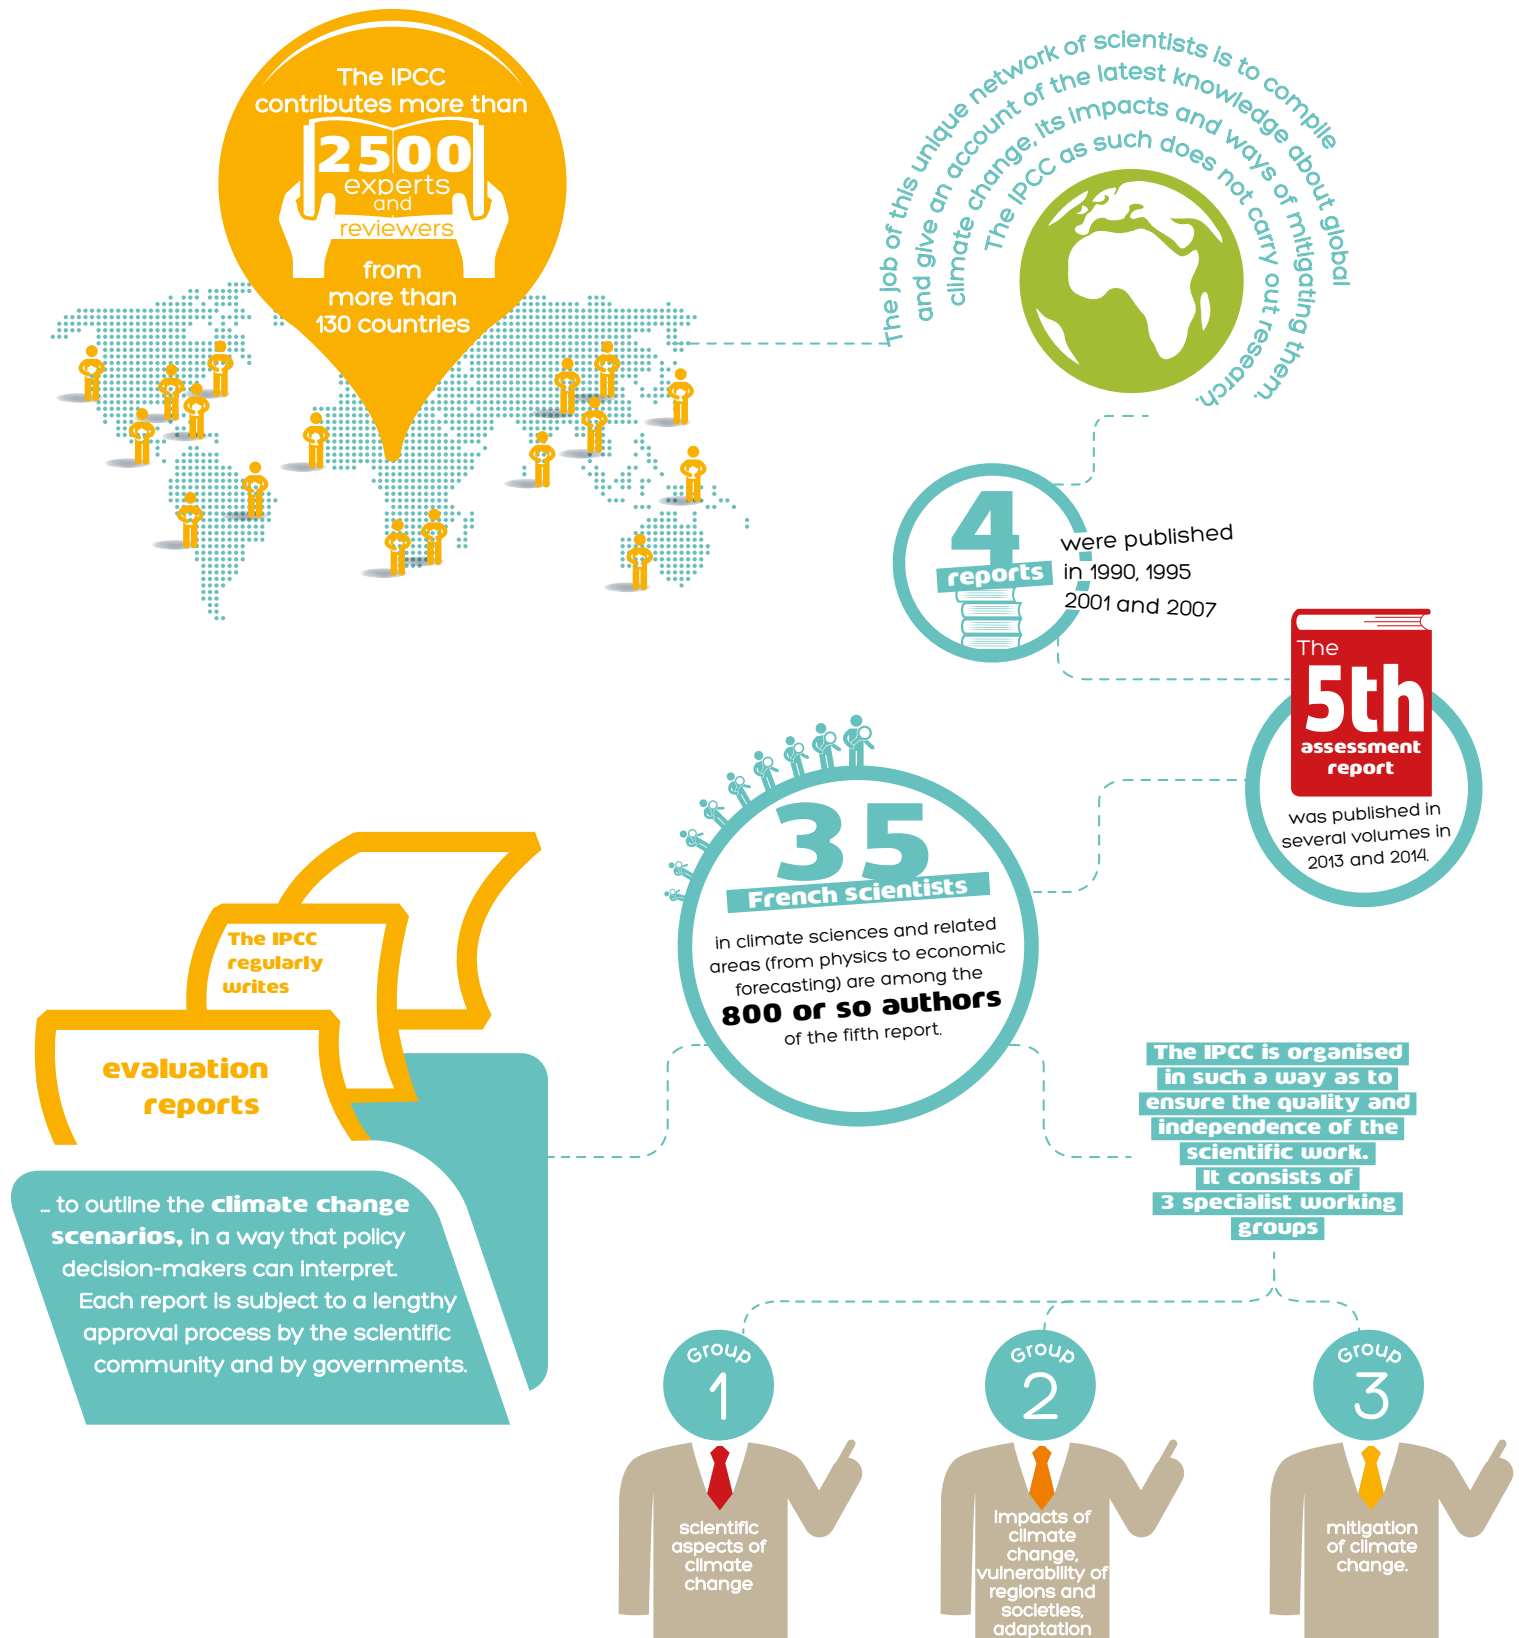 The IPCC
contributes more than
2500
experts
and
reviewers
from
more than
130 countries
The job of this unique network of scientists is to compile
and give an account of the latest knowledge about global
climate change, its impacts and ways of mitigating them.
The IPCC as such does not carry out research.
4
reports
were published
in 1990, 1995
2001 and 2007
The
5th
assessment
report
was published in
several volumes in
2013 and 2014.
35
French scientists
in climate sciences and related
areas (from physics to economic
forecasting) are among the
800 or so authors
of the fifth report.
The IPCC
regularly
writes
evaluation
reports
... to outline the climate change
scenarios, in a way that policy
decision-makers can interpret.
Each report is subject to a lengthy
approval process by the scientific
community and by governments.
The IPCC is organised
in such a way as to
ensure the quality and
independence of the
scientific work.
It consists of
3 specialist working
groups
Group
1
scientific
aspects of
climate
change
Group
2
impacts of
climate
change,
vulnerability of
regions and
societies,
adaptation
Group
3
mitigation
of climate
change.